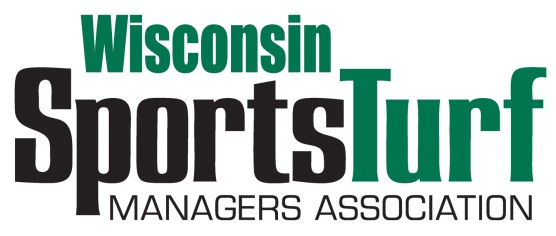 Wisconsin
SportsTurf
MANAGERS ASSOCIATION